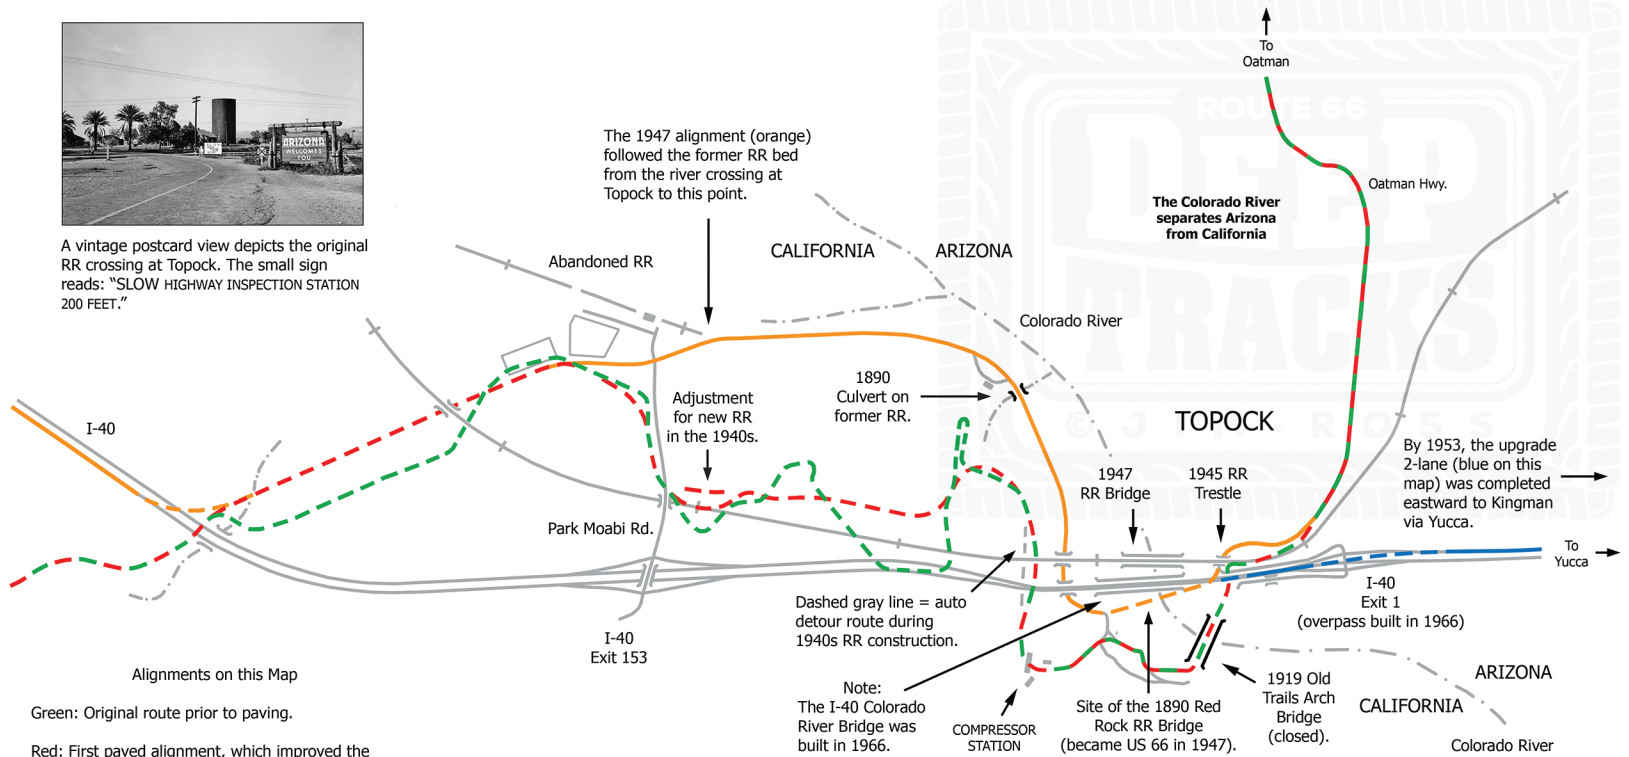 To
Oatman
ROUTE 66
DEEP
TRACKS
ARIZONA
WELCOMES
YOU
A vintage postcard view depicts the original
RR crossing at Topock. The small sign
reads: “SLOW HIGHWAY INSPECTION STATION
200 FEET.”
The 1947 alignment (orange)
followed the former RR bed
from the river crossing at
Topock to this point.
Oatman Hwy.
The Colorado River
separates Arizona
from California
CALIFORNIA
ARIZONA
Abandoned RR
Colorado River
1890
Culvert on
former RR.
Adjustment
for new RR
in the 1940s.
TOPOCK
I-40
1947
RR Bridge
1945 RR
Trestle
By 1953, the upgrade
2-lane (blue on this
map) was completed
eastward to Kingman
via Yucca.
Park Moabi Rd.
To
Yucca
I-40
Exit 1
(overpass built in 1966)
Dashed gray line = auto
detour route during
1940s RR construction.
I-40
Exit 153
Note:
The I-40 Colorado
River Bridge was
built in 1966.
COMPRESSOR
STATION
Site of the 1890 Red
Rock RR Bridge
(became US 66 in 1947).
1919 Old
Trails Arch
Bridge
(closed).
ARIZONA
CALIFORNIA
Colorado River
Alignments on this Map
Green: Original route prior to paving.
Red: First paved alignment, which improved the